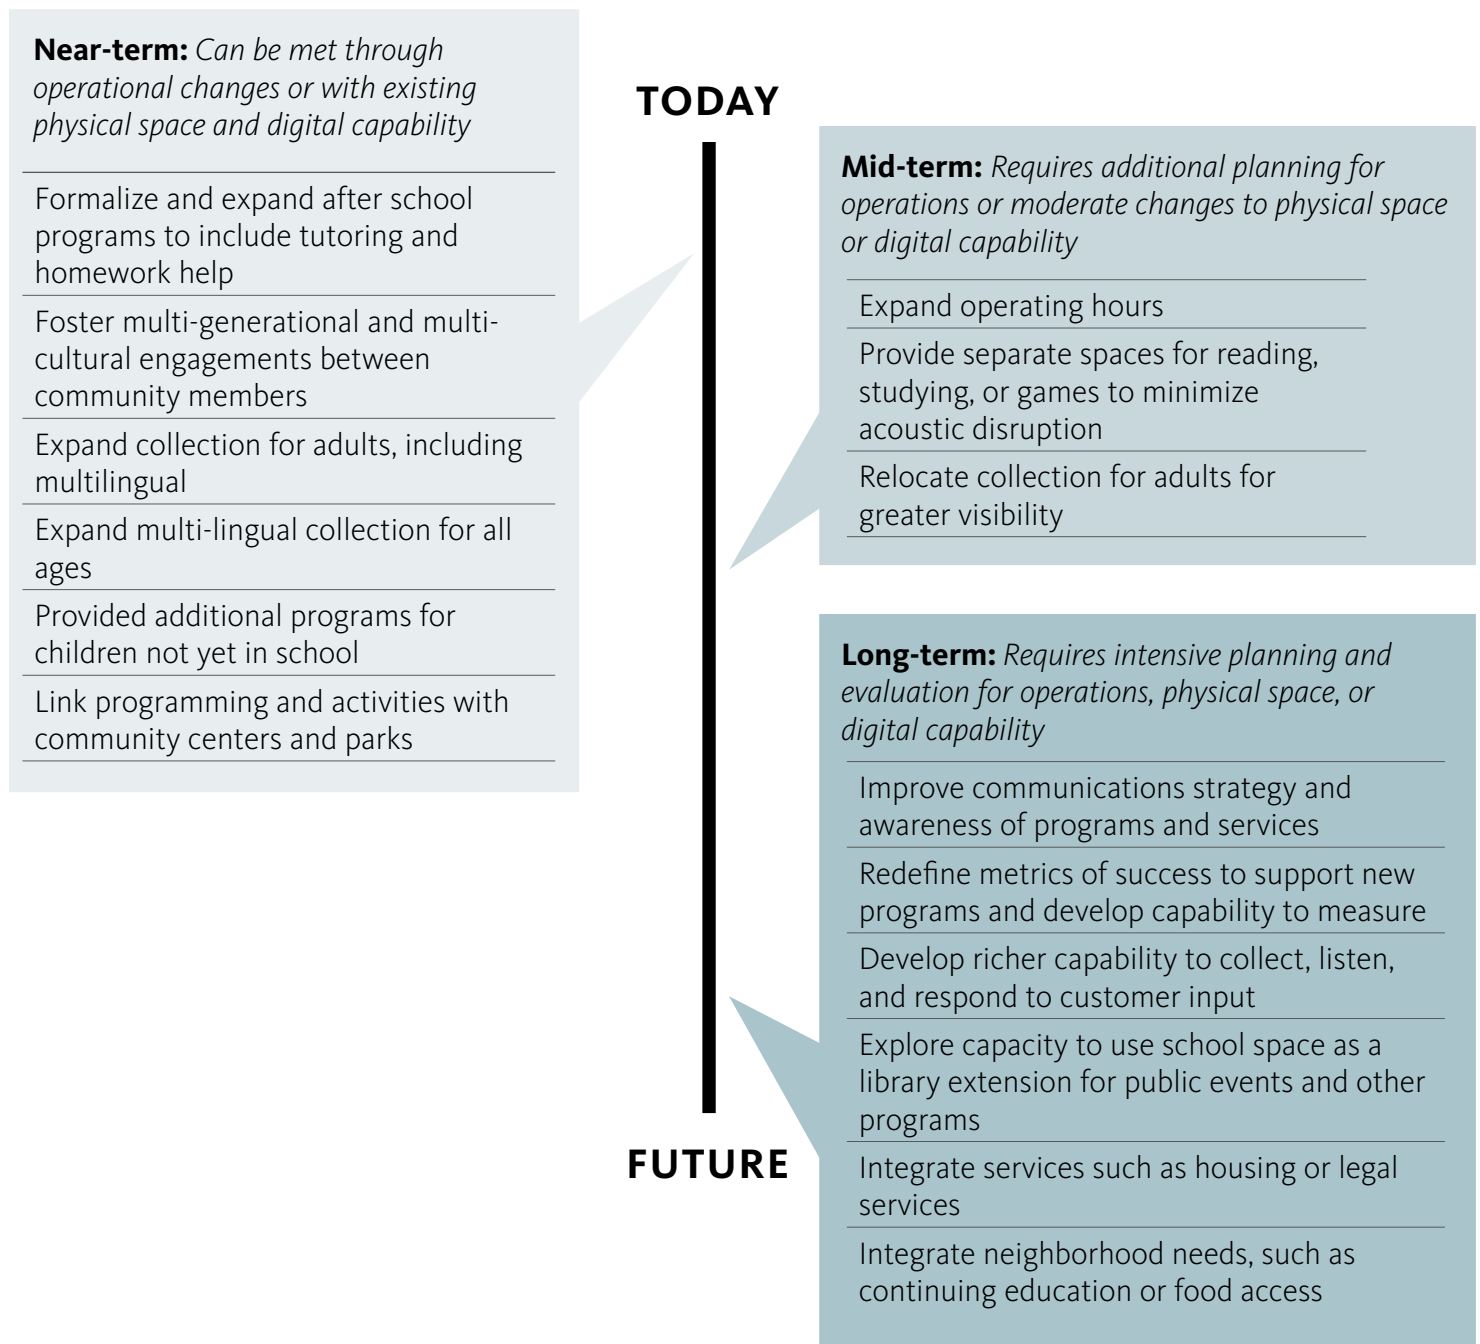 Near-term: Can be met through
operational changes or with existing
physical space and digital capability
Formalize and expand after school
programs to include tutoring and
homework help
Foster multi-generational and multi-
cultural engagements between
community members
Expand collection for adults, including
multilingual
Expand multi-lingual collection for all
ages
Provided additional programs for
children not yet in school
Link programming and activities with
community centers and parks
TODAY
FUTURE
Mid-term: Requires additional planning for
operations or moderate changes to physical space
or digital capability
Expand operating hours
Provide separate spaces for reading,
studying, or games to minimize
acoustic disruption
Relocate collection for adults for
greater visibility
Long-term: Requires intensive planning and
evaluation for operations, physical space, or
digital capability
Improve communications strategy and
awareness of programs and services
Redefine metrics of success to support new
programs and develop capability to measure
Develop richer capability to collect, listen,
and respond to customer input
Explore capacity to use school space as a
library extension for public events and other
programs
Integrate services such as housing or legal
services
Integrate neighborhood needs, such as
continuing education or food access